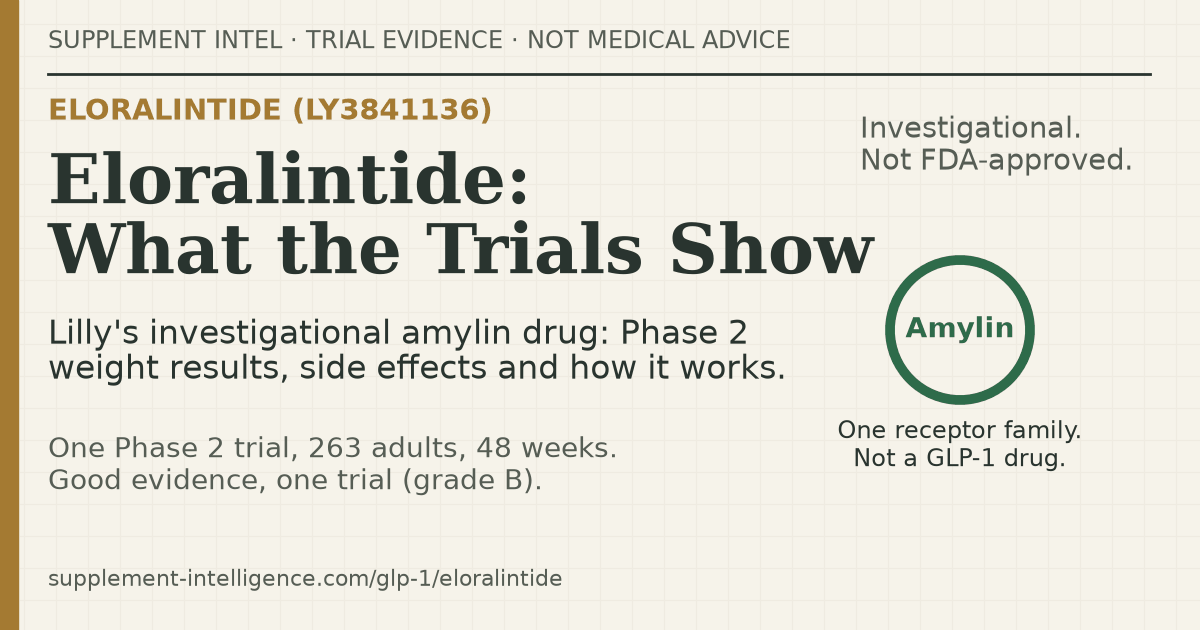 SUPPLEMENT INTEL · TRIAL EVIDENCE · NOT MEDICAL ADVICE
ELORALINTIDE (LY3841136)
Investigational.
Not FDA-approved.
Eloralintide:
What the Trials Show
Lilly's investigational amylin drug: Phase 2
weight results, side effects and how it works.
Amylin
One receptor family.
Not a GLP-1 drug.
One Phase 2 trial, 263 adults, 48 weeks.
Good evidence, one trial (grade B).
supplement-intelligence.com/glp-1/eloralintide